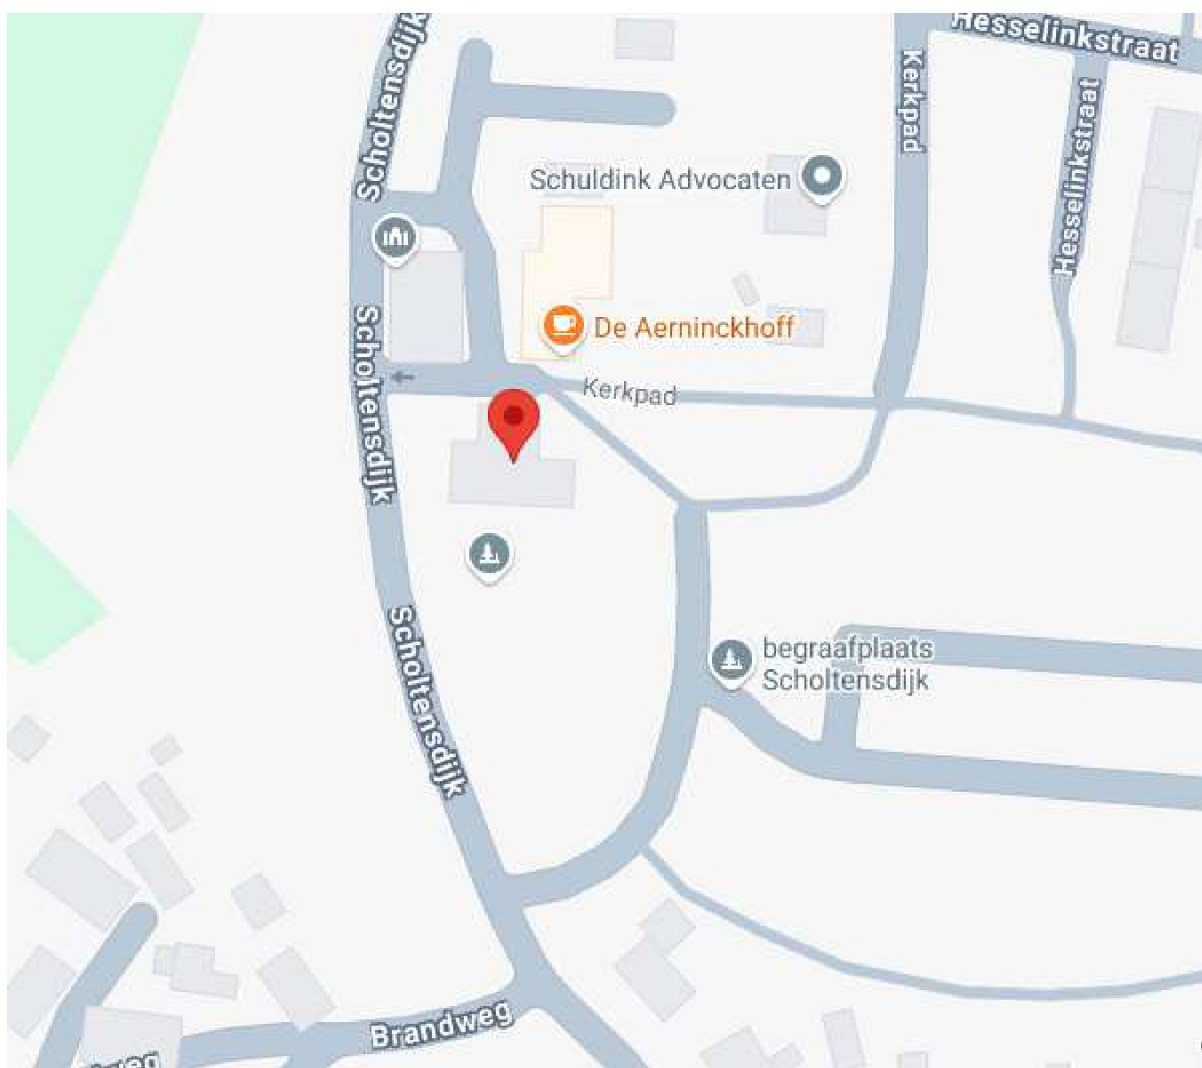 Scholtensdijk
Hesselinkstraat
Kerkpad
Hesselinkstraat
Schuldink Advocaten
De Aerninckhoff
Kerkpad
Scholtensdijk
begraafplaats
Scholtensdijk
Scholtensdijk
Brandweg